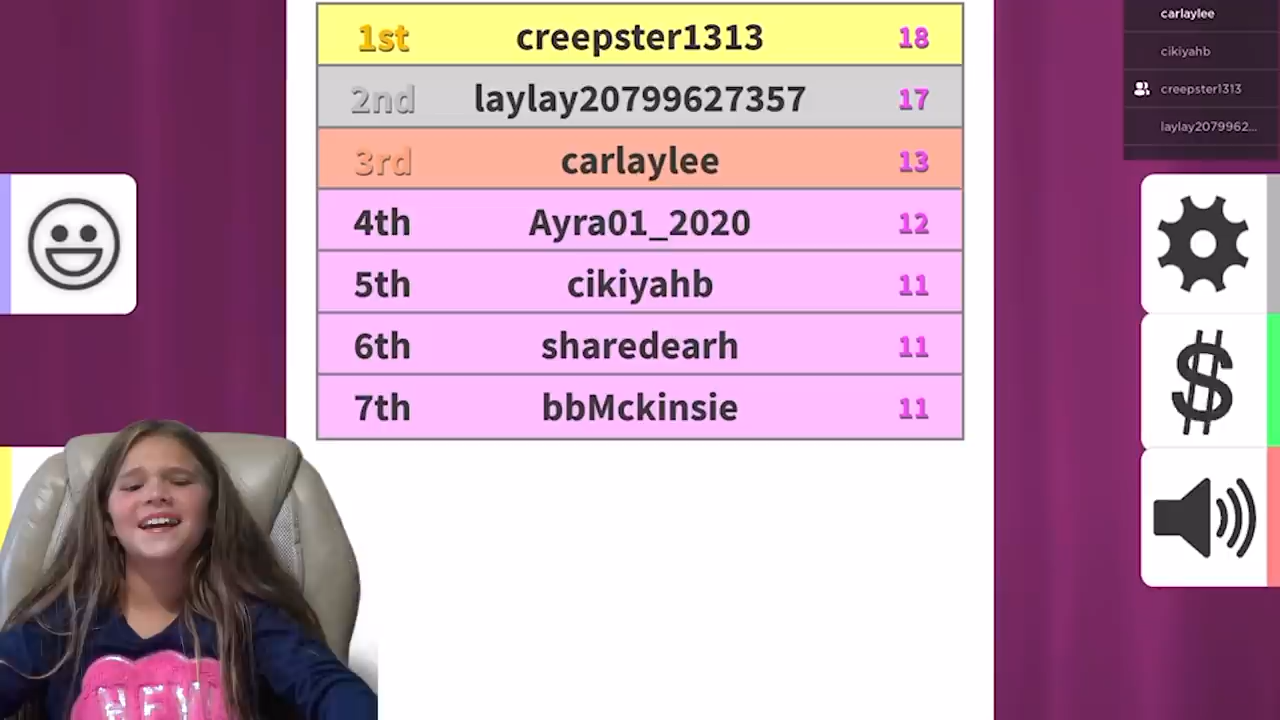 1st creepster1313 18
2nd laylay20799627357 17
3rd carlaylee 13
4th Ayra01_2020 12
5th cikiyahb 11
6th sharedearh 11
7th bbMckinsie 11
carlaylee
cikiyahb
creepster1313
laylay2079962...
$
HEY